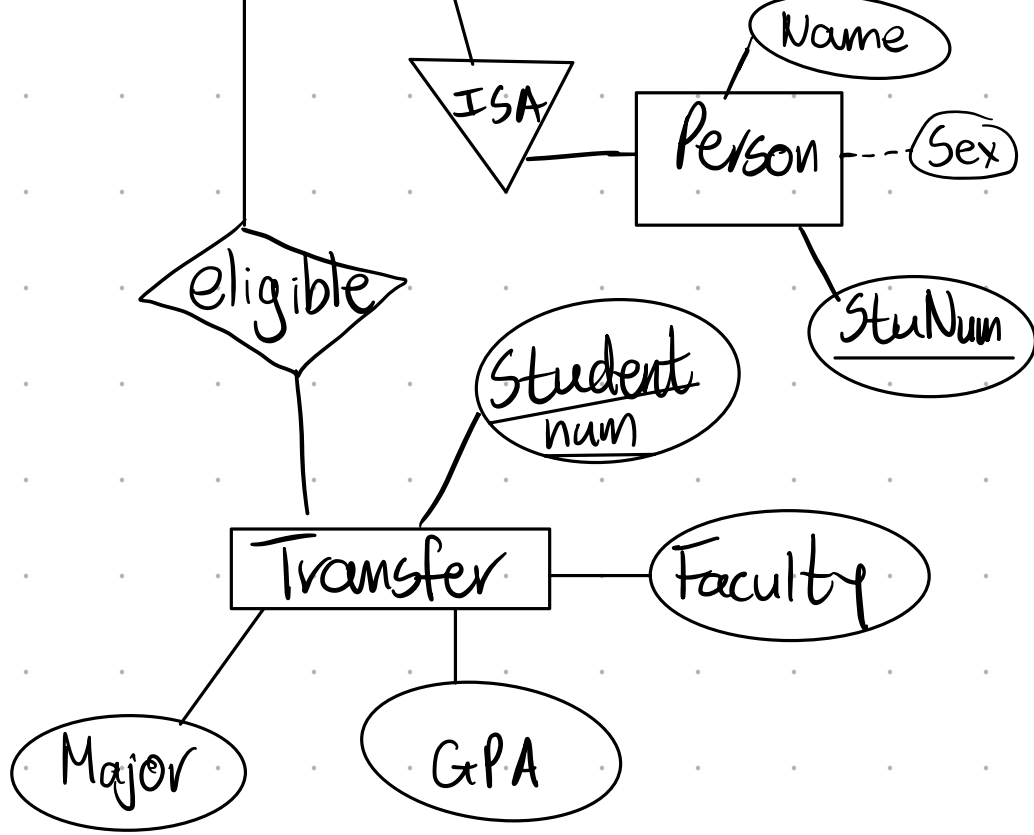 Name
ISA
Person
Sex
eligible
StuNum
Student
num
Transfer
Faculty
Major
GPA